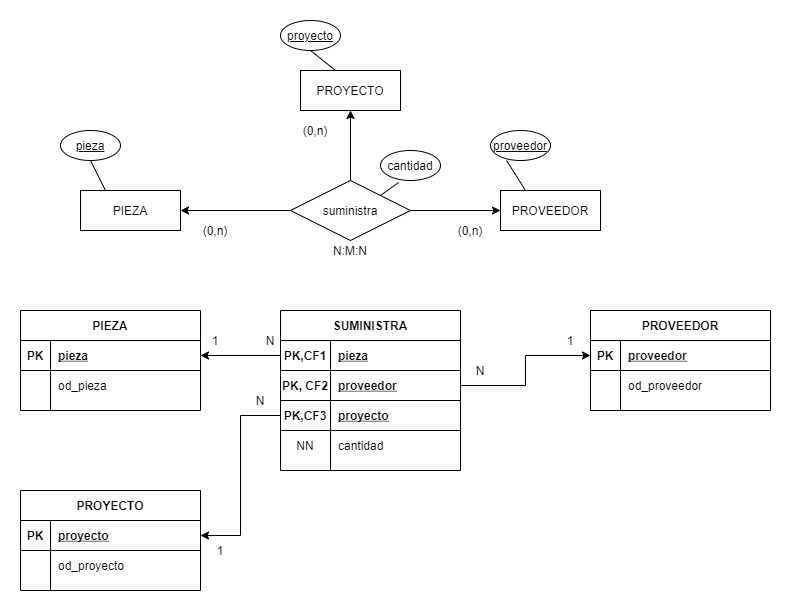 proyecto
PROYECTO
(0,n)
pieza
cantidad
proveedor
PIEZA
suministra
PROVEEDOR
(0,n)
(0,n)
N:M:N
PIEZA
PK pieza
od_pieza
1
N
SUMINISTRA
PK,CF1 pieza
PK, CF2 proveedor
PK,CF3 proyecto
NN cantidad
N
1
PROVEEDOR
PK proveedor
od_proveedor
N
PROYECTO
PK proyecto
od_proyecto
1